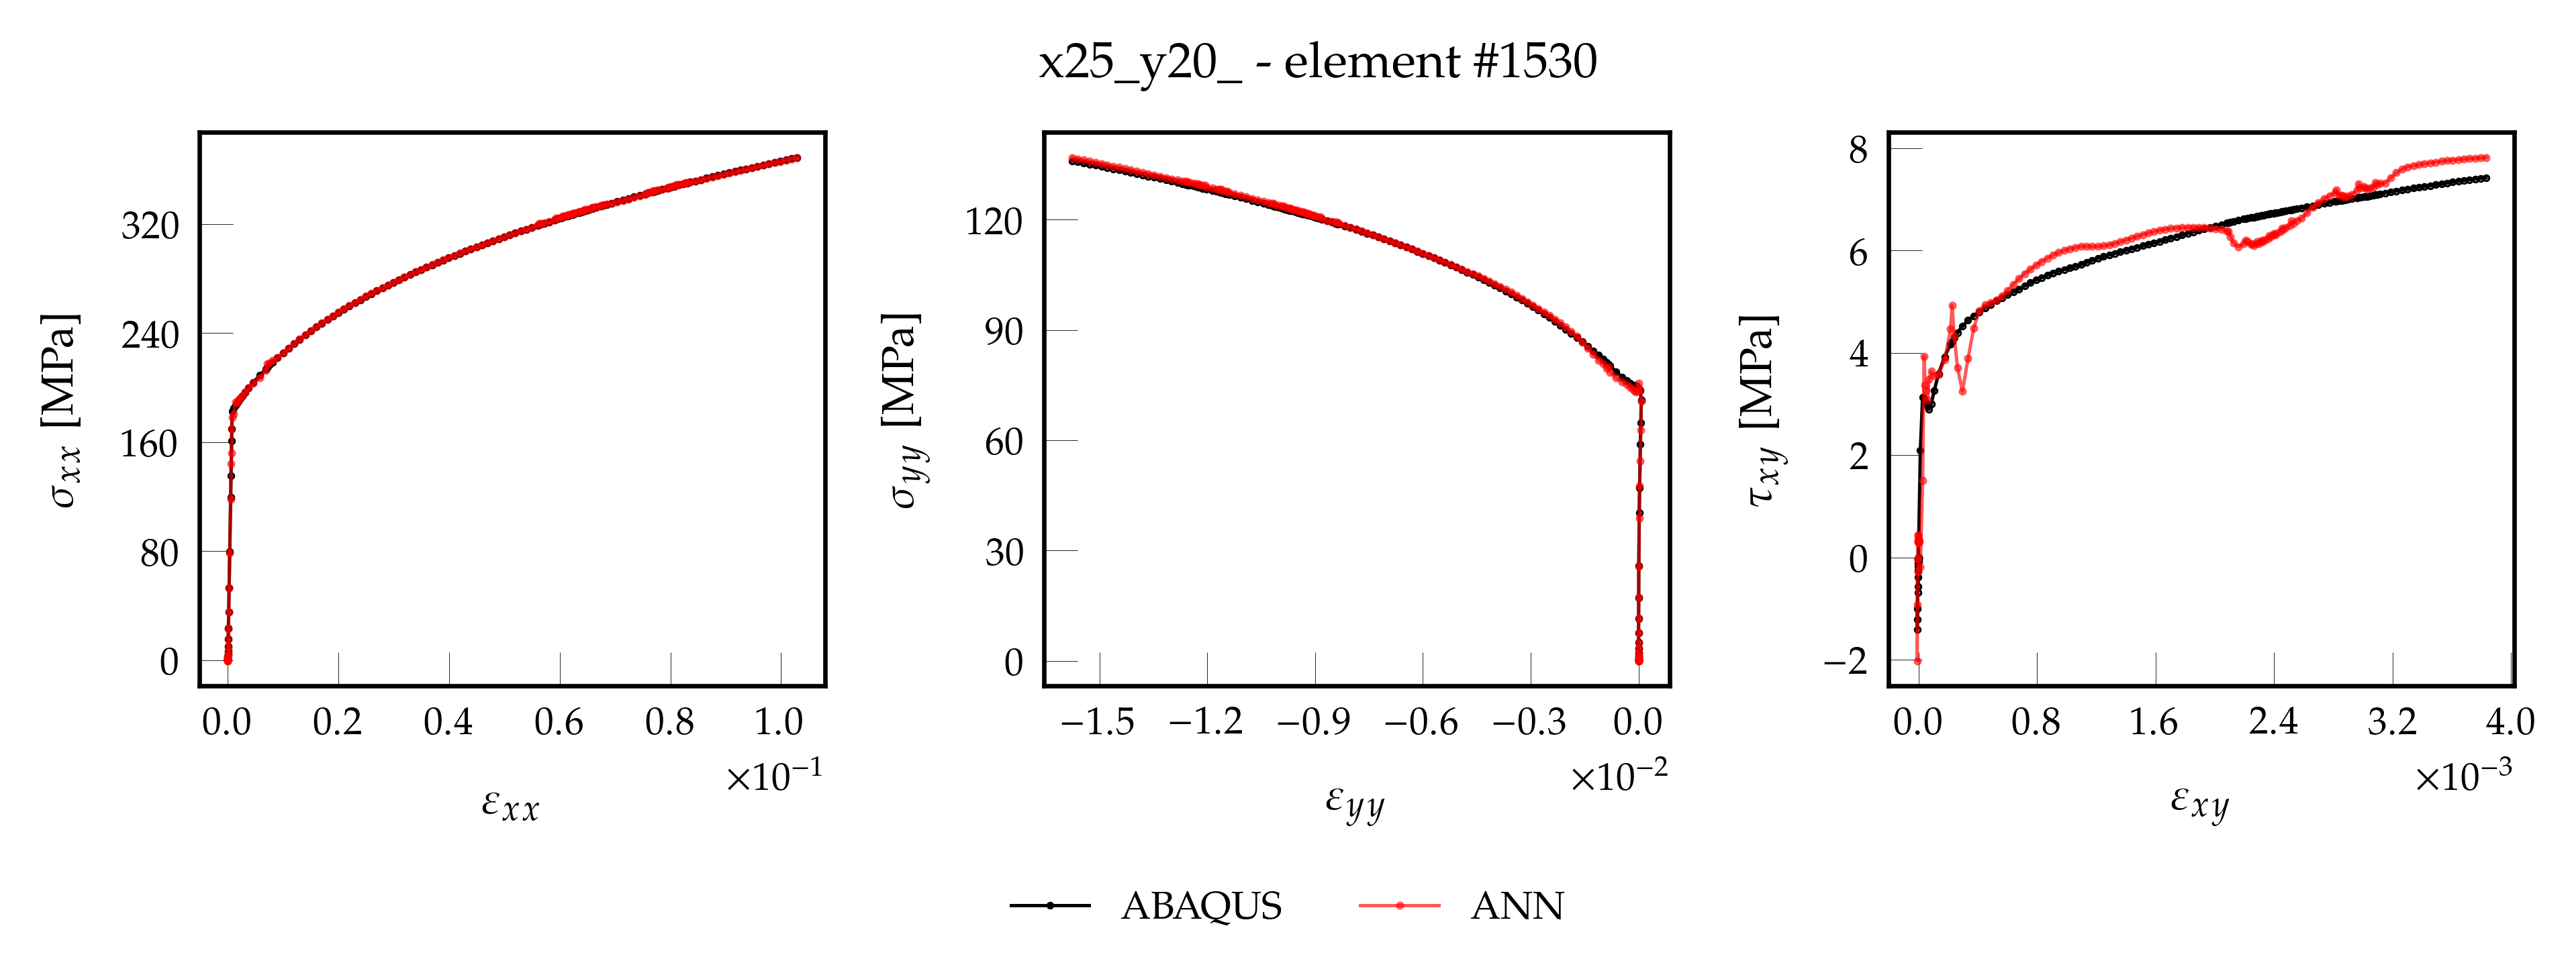 x25_y20_ - element #1530
σxx [MPa]
320
240
160
80
0
0.0 0.2 0.4 0.6 0.8 1.0
×10−1
εxx
σyy [MPa]
120
90
60
30
0
−1.5 −1.2 −0.9 −0.6 −0.3 0.0
×10−2
εyy
τxy [MPa]
8
6
4
2
0
−2
0.0 0.8 1.6 2.4 3.2 4.0
×10−3
εxy
ABAQUS ANN